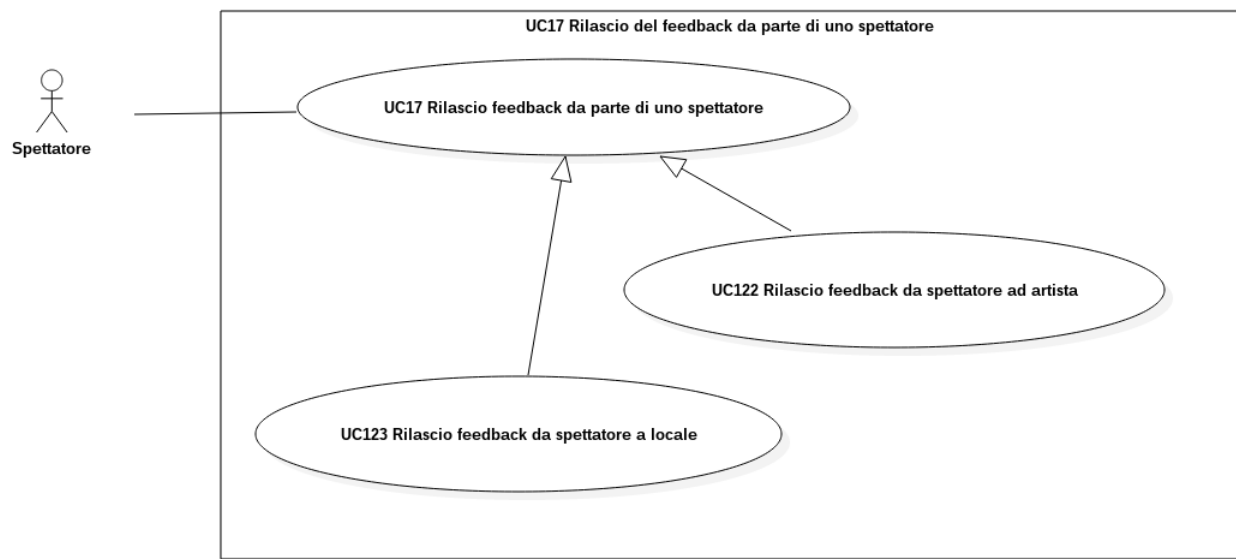 UC17 Rilascio del feedback da parte di uno spettatore
UC17 Rilascio feedback da parte di uno spettatore
Spettatore
UC122 Rilascio feedback da spettatore ad artista
UC123 Rilascio feedback da spettatore a locale